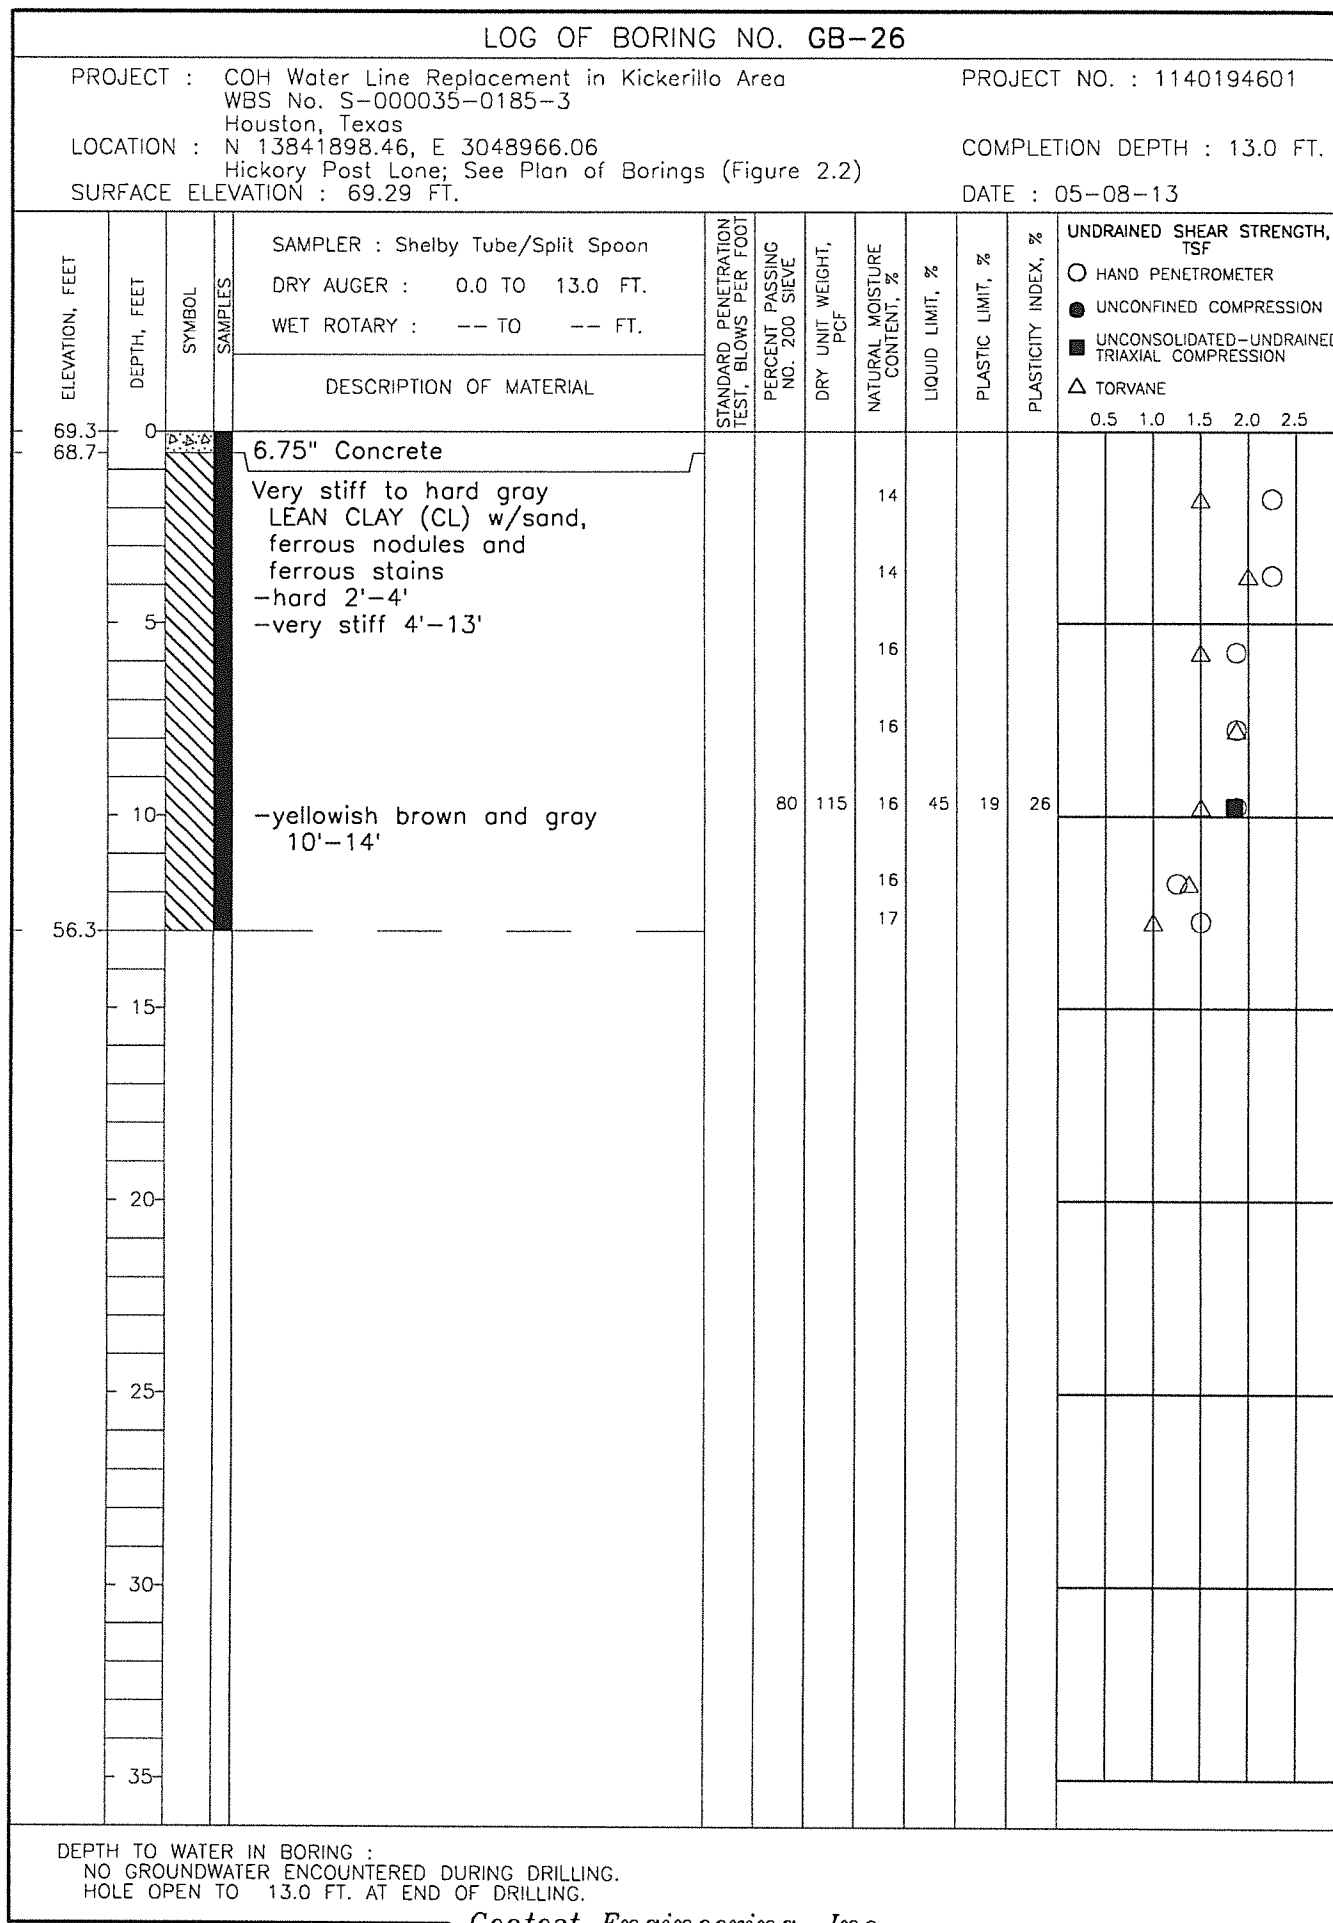 LOG OF BORING NO. GB-26
PROJECT : COH Water Line Replacement in Kickerillo Area
PROJECT NO. : 1140194601
WBS No. S-000035-0185-3
Houston, Texas
LOCATION : N 13841898.46, E 3048966.06
COMPLETION DEPTH : 13.0 FT.
Hickory Post Lane; See Plan of Borings (Figure 2.2)
SURFACE ELEVATION : 69.29 FT.
DATE : 05-08-13
ELEVATION, FEET
DEPTH, FEET
SYMBOL
SAMPLES
SAMPLER : Shelby Tube/Split Spoon
DRY AUGER : 0.0 TO 13.0 FT.
WET ROTARY : -- TO -- FT.
DESCRIPTION OF MATERIAL
STANDARD PENETRATION
TEST, BLOWS PER FOOT
PERCENT PASSING
NO. 200 SIEVE
DRY UNIT WEIGHT,
PCF
NATURAL MOISTURE
CONTENT, %
LIQUID LIMIT, %
PLASTIC LIMIT, %
PLASTICITY INDEX, %
UNDRAINED SHEAR STRENGTH,
TSF
HAND PENETROMETER
UNCONFINED COMPRESSION
UNCONSOLIDATED-UNDRAINED
TRIAXIAL COMPRESSION
TORVANE
0.5 1.0 1.5 2.0 2.5
69.3 0
68.7 6.75" Concrete
Very stiff to hard gray
14
LEAN CLAY (CL) w/sand,
ferrous nodules and
ferrous stains
14
-hard 2'-4'
5 -very stiff 4'-13'
16
16
10 -yellowish brown and gray
80 115 16 45 19 26
10'-14'
16
17
56.3
15
20
25
30
35
DEPTH TO WATER IN BORING :
NO GROUNDWATER ENCOUNTERED DURING DRILLING.
HOLE OPEN TO 13.0 FT. AT END OF DRILLING.